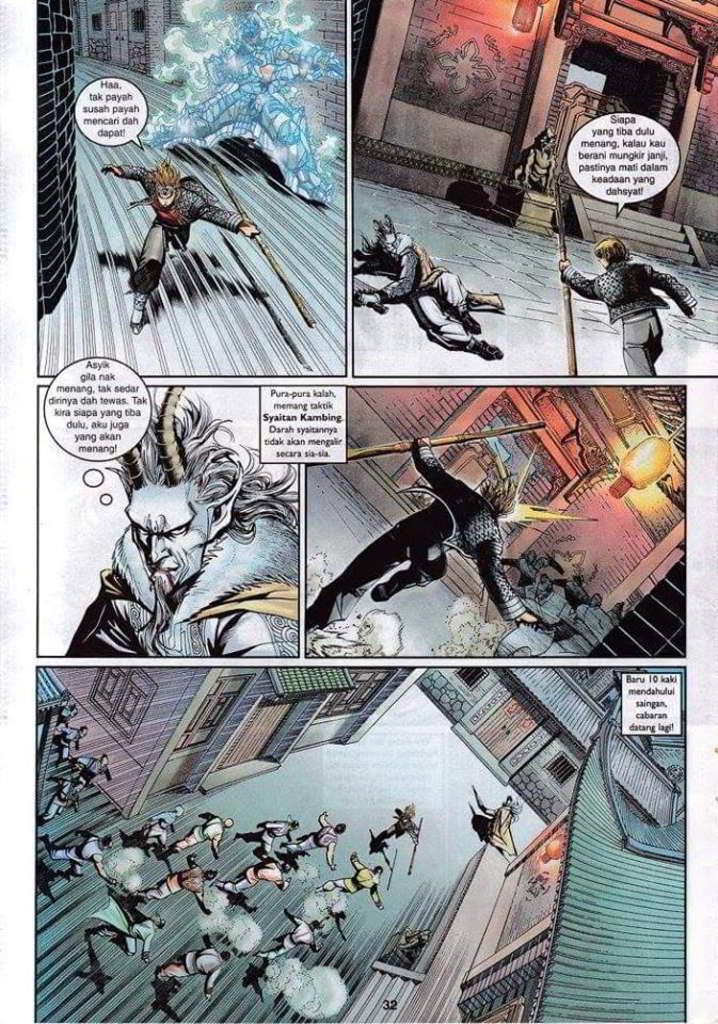 Haa,
tak payah
susah payah
mencari dah
dapat!
Siapa
yang tiba dulu
menang, kalau kau
berani mungkir janji,
pastinya mati dalam
keadaan yang
dahsyat!
Asyik
gila nak
menang, tak sedar
dirinya dah tewas. Tak
kira siapa yang tiba
dulu, aku juga
yang akan
menang!
Pura-pura kalah,
memang taktik
Syaitan Kambing.
Darah syaitannya
tidak akan mengalir
secara sia-sia.
Baru 10 kaki
mendahului
saingan,
cabaran
datang lagi!
32